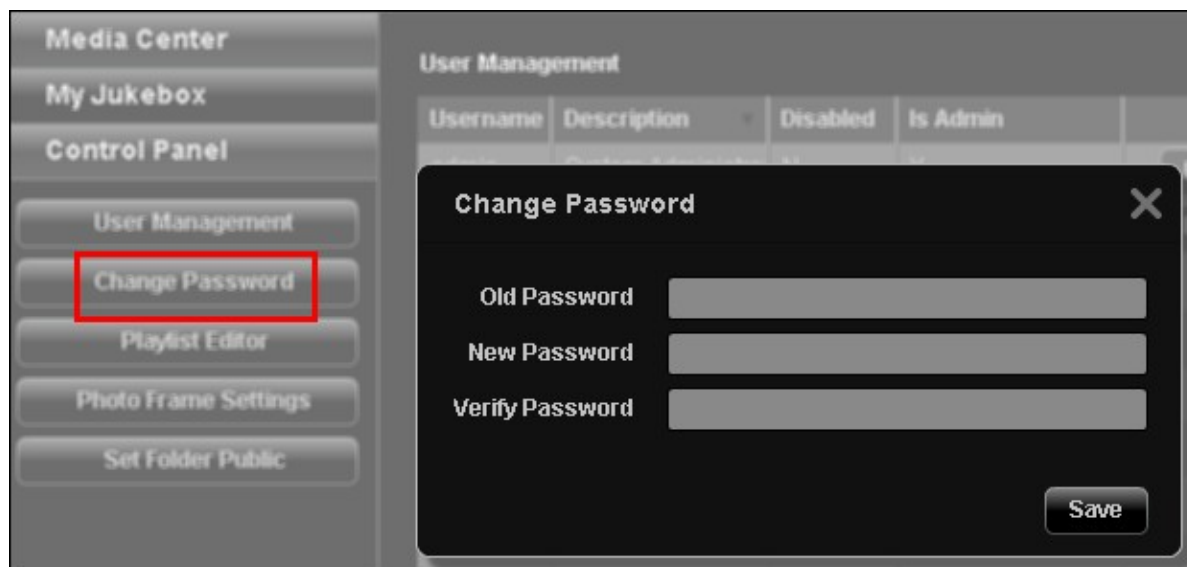 Media Center
My Jukebox
Control Panel
User Management
Change Password
Playlist Editor
Photo Frame Settings
Set Folder Public
User Management
Username Description Disabled Is Admin
Change Password
Old Password
New Password
Verify Password
Save